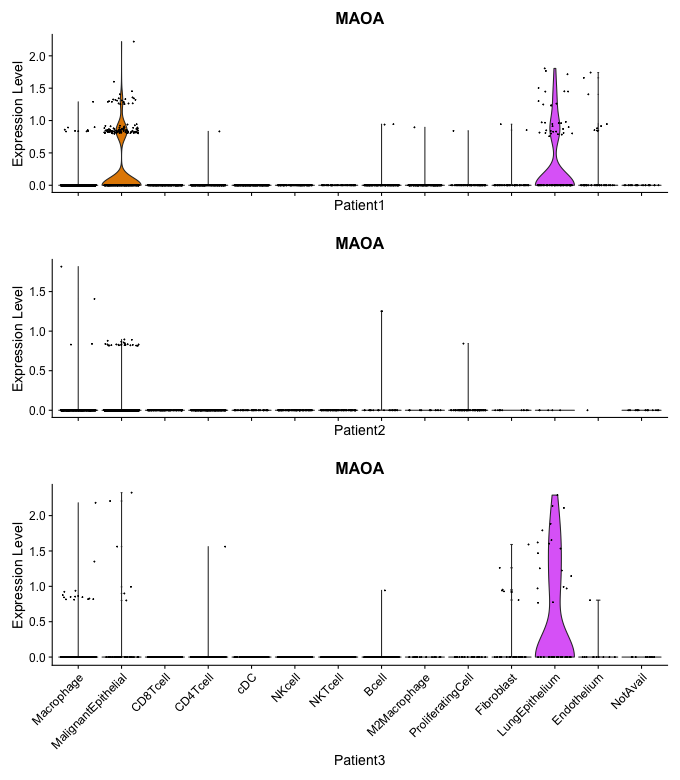 MAOA
Expression Level
2.0
1.5
1.0
0.5
0.0
Patient1
MAOA
Expression Level
1.5
1.0
0.5
0.0
Patient2
MAOA
Expression Level
2.0
1.5
1.0
0.5
0.0
Macrophage
MalignantEpithelial
CD8Tcell
CD4Tcell
cDC
NKcell
NKTcell
Bcell
M2Macrophage
ProliferatingCell
Fibroblast
LungEpithelium
Endothelium
NotAvail
Patient3